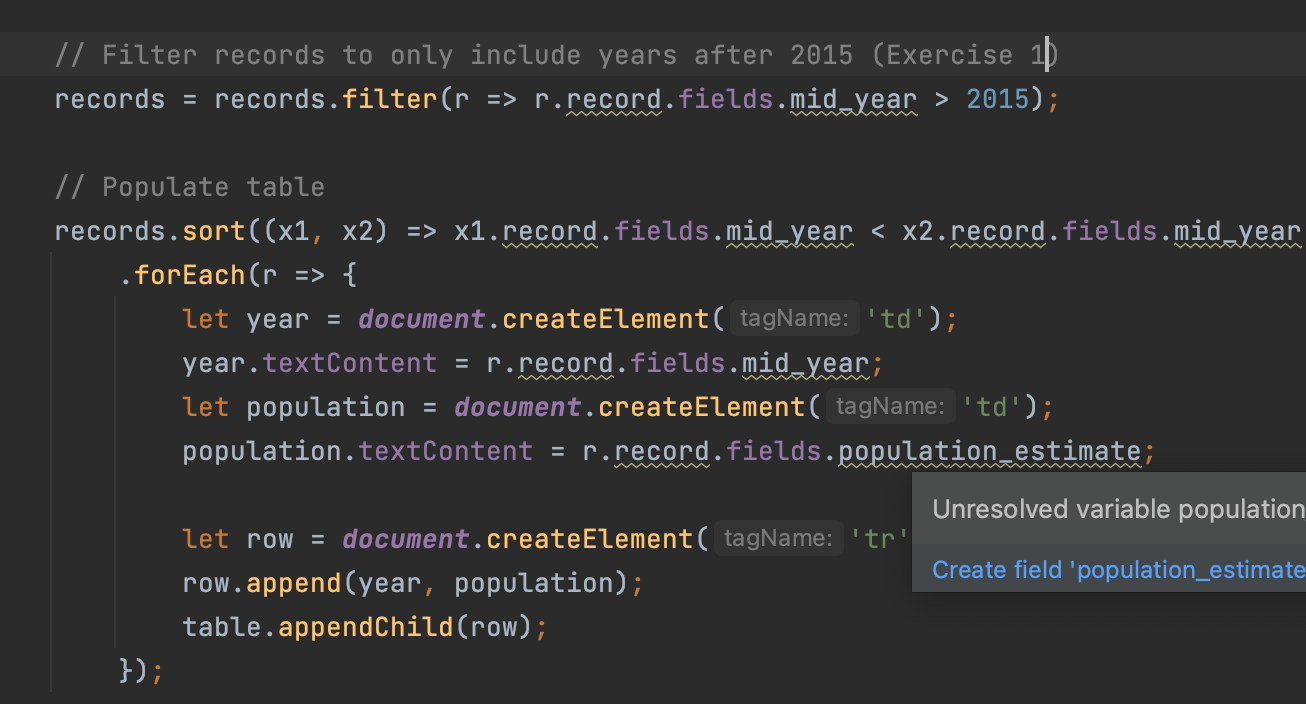 // Filter records to only include years after 2015 (Exercise 1)
records = records.filter(r => r.record.fields.mid_year > 2015);
// Populate table
records.sort((x1, x2) => x1.record.fields.mid_year < x2.record.fields.mid_year
.forEach(r => {
let year = document.createElement( tagName: 'td');
year.textContent = r.record.fields.mid_year;
let population = document.createElement( tagName: 'td');
population.textContent = r.record.fields.population_estimate;
Unresolved variable population
let row = document.createElement( tagName: 'tr'
Create field 'population_estimate
row.append(year, population);
table.appendChild(row);
});